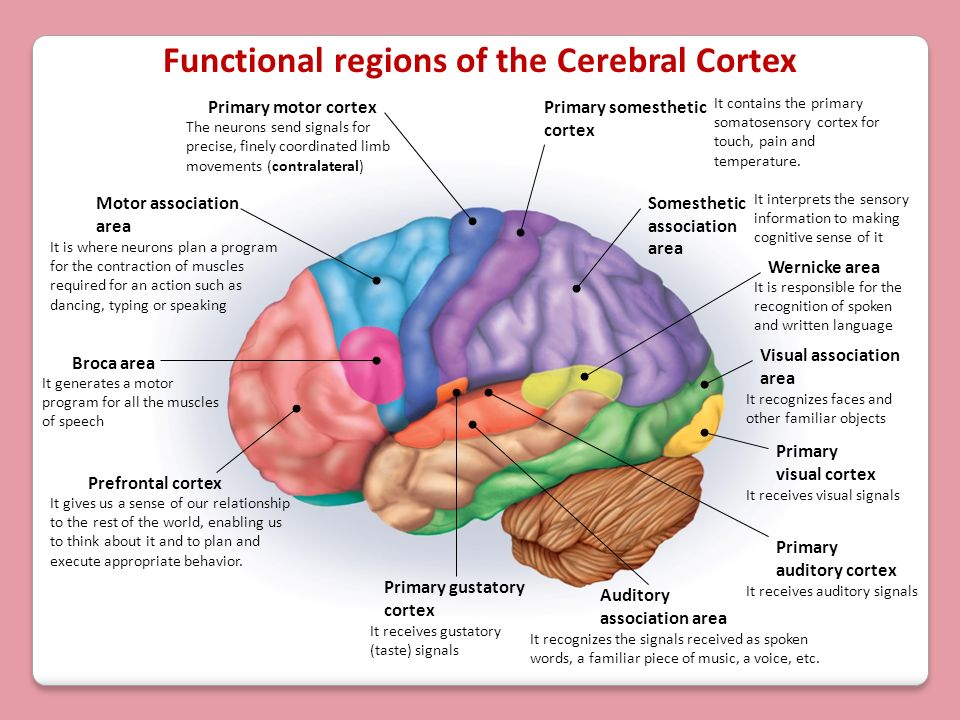 Functional regions of the Cerebral Cortex
Primary motor cortex
The neurons send signals for
precise, finely coordinated limb
movements (contralateral)
Primary somesthetic
cortex
It contains the primary
somatosensory cortex for
touch, pain and
temperature.
Motor association
area
It is where neurons plan a program
for the contraction of muscles
required for an action such as
dancing, typing or speaking
Somesthetic
association
area
It interprets the sensory
information to making
cognitive sense of it
Wernicke area
It is responsible for the
recognition of spoken
and written language
Broca area
It generates a motor
program for all the muscles
of speech
Visual association
area
It recognizes faces and
other familiar objects
Primary
visual cortex
It receives visual signals
Prefrontal cortex
It gives us a sense of our relationship
to the rest of the world, enabling us
to think about it and to plan and
execute appropriate behavior.
Primary
auditory cortex
It receives auditory signals
Primary gustatory
cortex
It receives gustatory
(taste) signals
Auditory
association area
It recognizes the signals received as spoken
words, a familiar piece of music, a voice, etc.